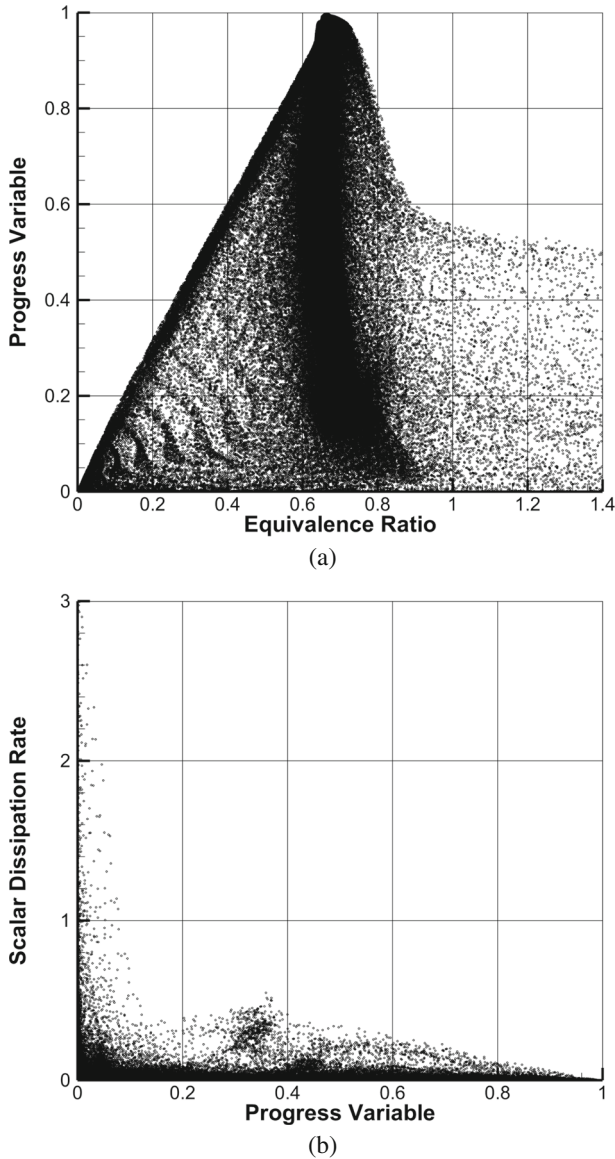 1
0.8
0.6
0.4
0.2
0
Progress Variable
0 0.2 0.4 0.6 0.8 1 1.2 1.4
Equivalence Ratio
(a)
3
2
1
0
Scalar Dissipation Rate
0 0.2 0.4 0.6 0.8 1
Progress Variable
(b)